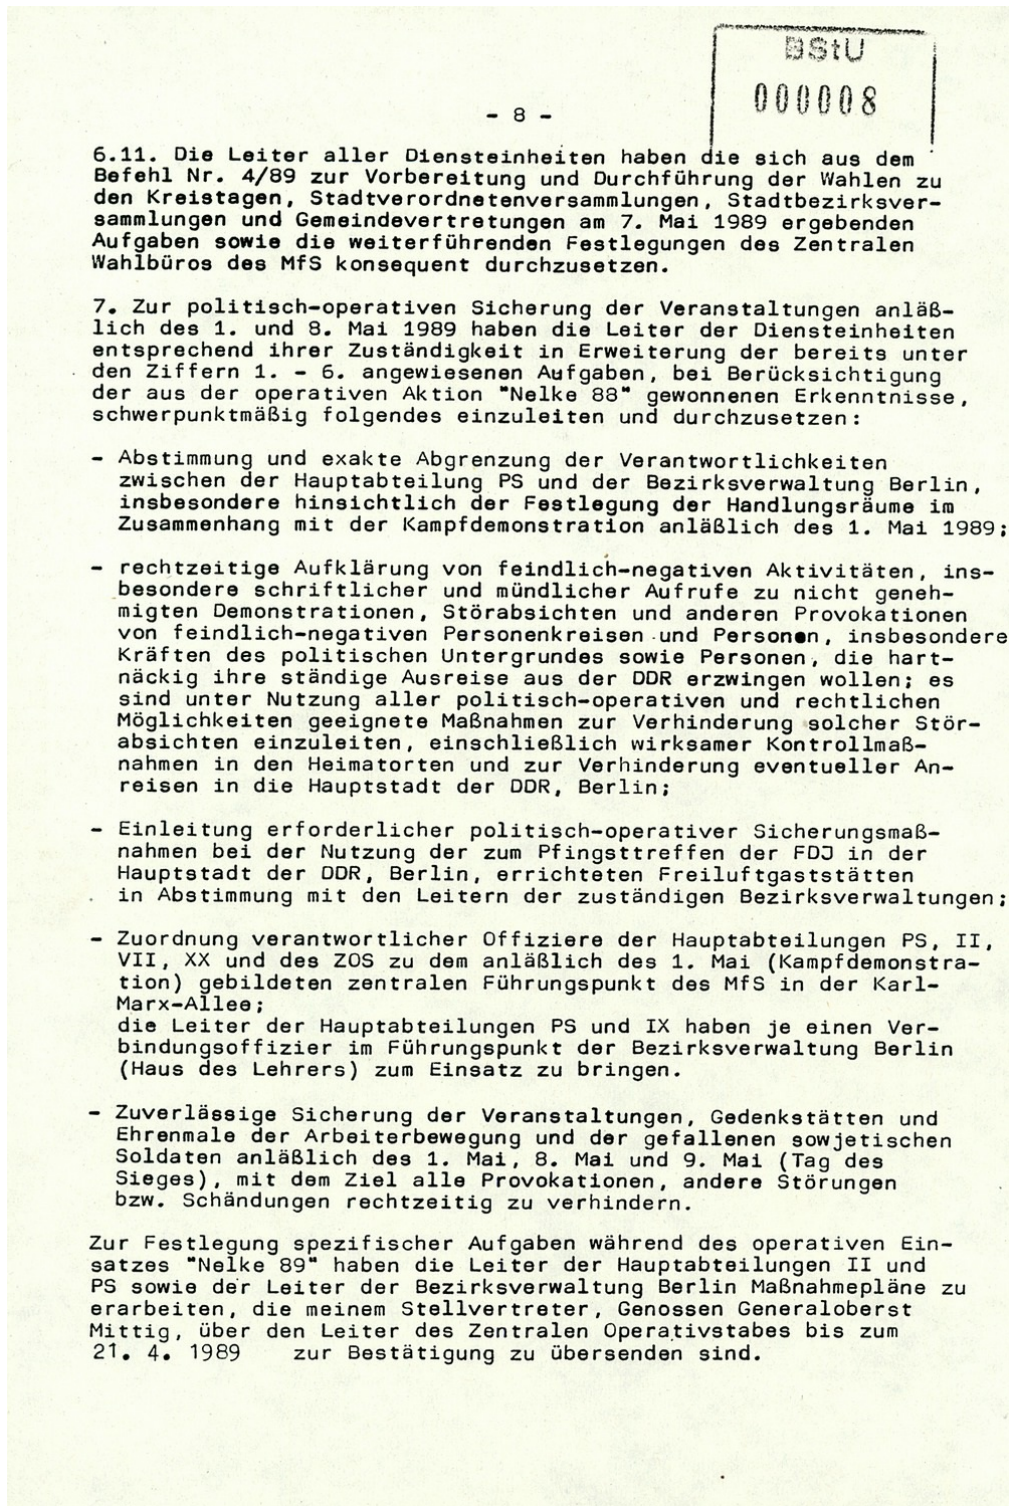 BStU
000008
- 8 -
6.11. Die Leiter aller Diensteinheiten haben die sich aus dem
Befehl Nr. 4/89 zur Vorbereitung und Durchführung der Wahlen zu
den Kreistagen, Stadtverordnetenversammlungen, Stadtbezirksver-
sammlungen und Gemeindevertretungen am 7. Mai 1989 ergebenden
Aufgaben sowie die weiterführenden Festlegungen des Zentralen
Wahlbüros des MfS konsequent durchzusetzen.
7. Zur politisch-operativen Sicherung der Veranstaltungen anläß-
lich des 1. und 8. Mai 1989 haben die Leiter der Diensteinheiten
entsprechend ihrer Zuständigkeit in Erweiterung der bereits unter
den Ziffern 1. - 6. angewiesenen Aufgaben, bei Berücksichtigung
der aus der operativen Aktion "Nelke 88" gewonnenen Erkenntnisse,
schwerpunktmäßig folgendes einzuleiten und durchzusetzen:
- Abstimmung und exakte Abgrenzung der Verantwortlichkeiten
zwischen der Hauptabteilung PS und der Bezirksverwaltung Berlin,
insbesondere hinsichtlich der Festlegung der Handlungsräume im
Zusammenhang mit der Kampfdemonstration anläßlich des 1. Mai 1989;
- rechtzeitige Aufklärung von feindlich-negativen Aktivitäten, ins-
besondere schriftlicher und mündlicher Aufrufe zu nicht geneh-
migten Demonstrationen, Störabsichten und anderen Provokationen
von feindlich-negativen Personenkreisen und Personen, insbesondere
Kräften des politischen Untergrundes sowie Personen, die hart-
näckig ihre ständige Ausreise aus der DDR erzwingen wollen; es
sind unter Nutzung aller politisch-operativen und rechtlichen
Möglichkeiten geeignete Maßnahmen zur Verhinderung solcher Stör-
absichten einzuleiten, einschließlich wirksamer Kontrollmaß-
nahmen in den Heimatorten und zur Verhinderung eventueller An-
reisen in die Hauptstadt der DDR, Berlin;
- Einleitung erforderlicher politisch-operativer Sicherungsmaß-
nahmen bei der Nutzung der zum Pfingsttreffen der FDJ in der
Hauptstadt der DDR, Berlin, errichteten Freiluftgaststätten
in Abstimmung mit den Leitern der zuständigen Bezirksverwaltungen;
- Zuordnung verantwortlicher Offiziere der Hauptabteilungen PS, II,
VII, XX und des ZOS zu dem anläßlich des 1. Mai (Kampfdemonstra-
tion) gebildeten zentralen Führungspunkt des MfS in der Karl-
Marx-Allee;
die Leiter der Hauptabteilungen PS und IX haben je einen Ver-
bindungsoffizier im Führungspunkt der Bezirksverwaltung Berlin
(Haus des Lehrers) zum Einsatz zu bringen.
- Zuverlässige Sicherung der Veranstaltungen, Gedenkstätten und
Ehrenmale der Arbeiterbewegung und der gefallenen sowjetischen
Soldaten anläßlich des 1. Mai, 8. Mai und 9. Mai (Tag des
Sieges), mit dem Ziel alle Provokationen, andere Störungen
bzw. Schändungen rechtzeitig zu verhindern.
Zur Festlegung spezifischer Aufgaben während des operativen Ein-
satzes "Nelke 89" haben die Leiter der Hauptabteilungen II und
PS sowie der Leiter der Bezirksverwaltung Berlin Maßnahmepläne zu
erarbeiten, die meinem Stellvertreter, Genossen Generaloberst
Mittig, über den Leiter des Zentralen Operativstabes bis zum
21. 4. 1989 zur Bestätigung zu übersenden sind.